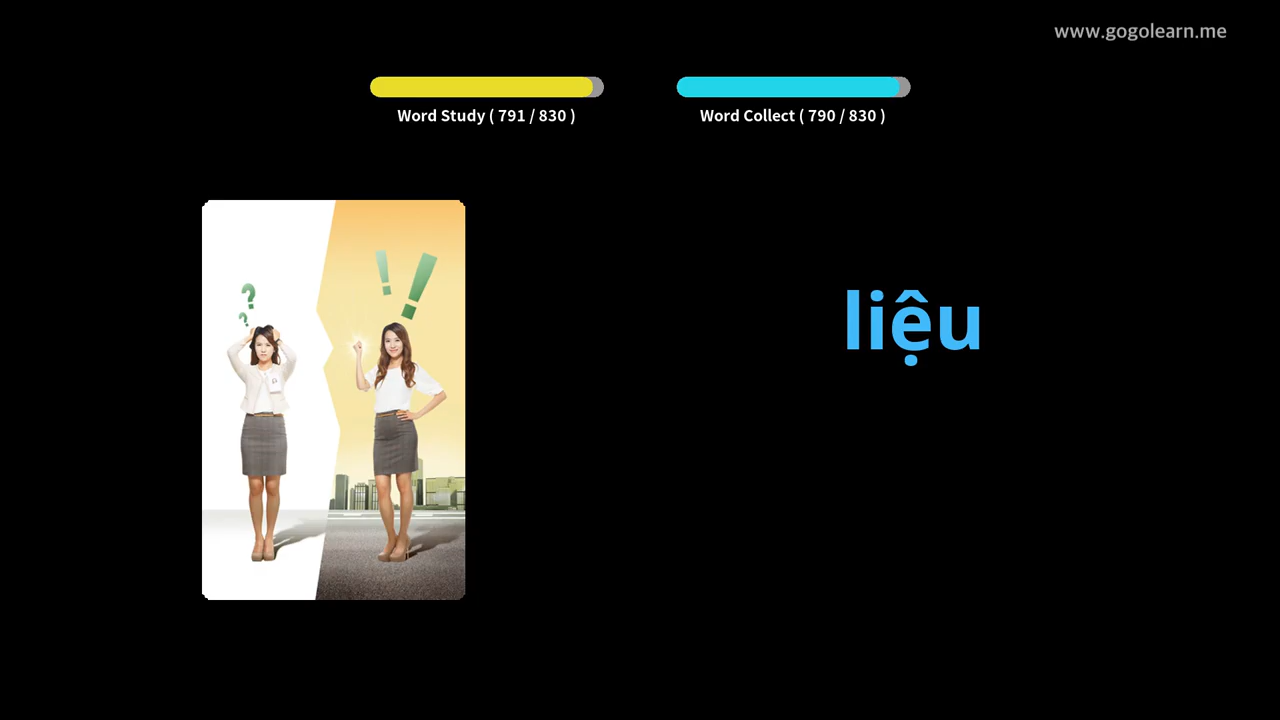 www.gogolearn.me
Word Study ( 791 / 830 )
Word Collect ( 790 / 830 )
? ?
! !
liệu